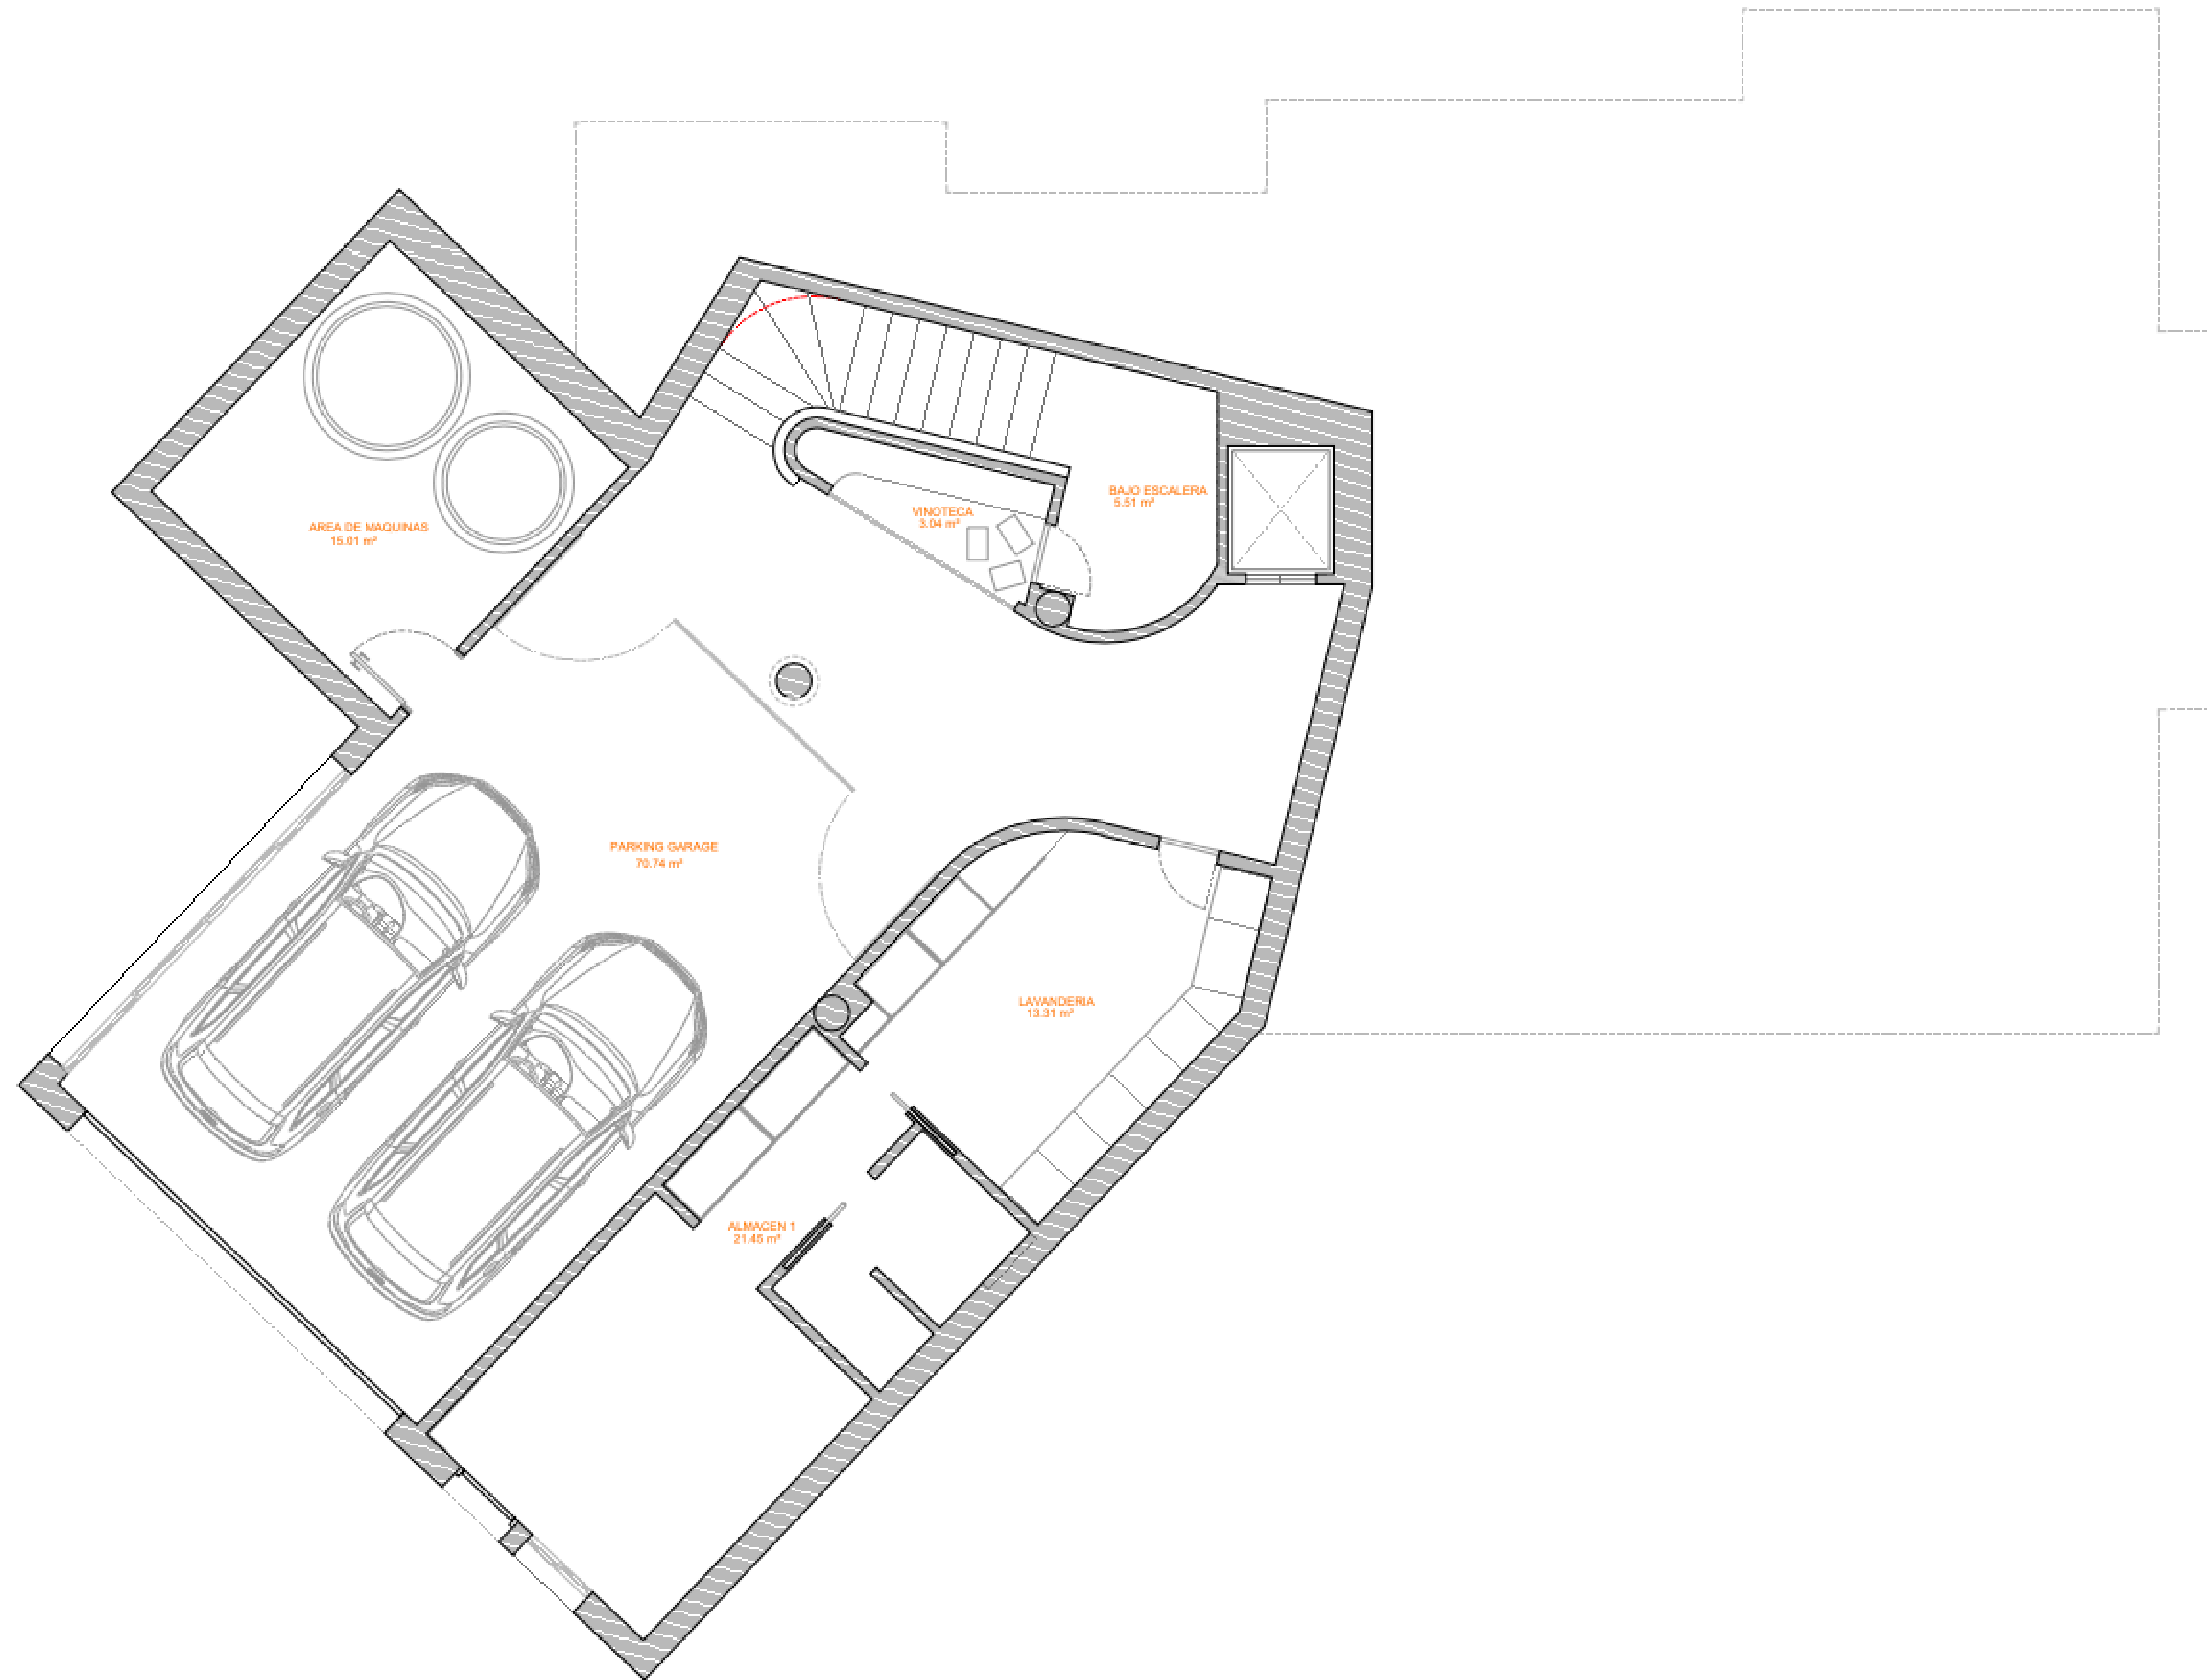 BAJO ESCALERA
5.51 m²
VINOTECA
3.04 m²
AREA DE MAQUINAS
15.01 m²
PARKING GARAGE
70.74 m²
LAVANDERIA
13.31 m²
ALMACEN 1
21.45 m²